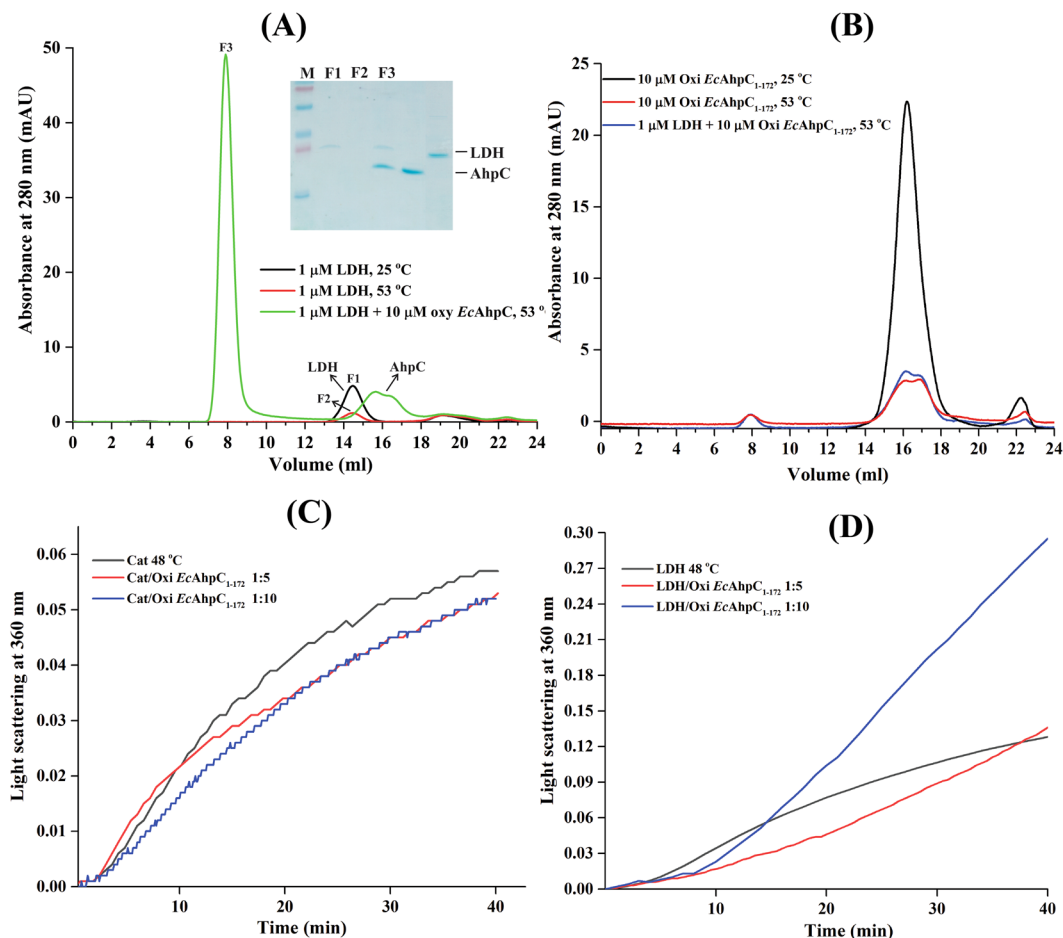 (A)
F3
M F1 F2 F3
LDH
AhpC
1 μM LDH, 25 °C
1 μM LDH, 53 °C
1 μM LDH + 10 μM oxy EcAhpC, 53 °
LDH
F1
F2
AhpC
Absorbance at 280 nm (mAU)
50
40
30
20
10
0
0 2 4 6 8 10 12 14 16 18 20 22 24
Volume (ml)
(B)
10 μM Oxi EcAhpC1-172, 25 °C
10 μM Oxi EcAhpC1-172, 53 °C
1 μM LDH + 10 μM Oxi EcAhpC1-172, 53 °C
Absorbance at 280 nm (mAU)
25
20
15
10
5
0
0 2 4 6 8 10 12 14 16 18 20 22 24
Volume (ml)
(C)
Cat 48 °C
Cat/Oxi EcAhpC1-172 1:5
Cat/Oxi EcAhpC1-172 1:10
Light scattering at 360 nm
0.06
0.05
0.04
0.03
0.02
0.01
0.00
10 20 30 40
Time (min)
(D)
LDH 48 °C
LDH/Oxi EcAhpC1-172 1:5
LDH/Oxi EcAhpC1-172 1:10
Light scattering at 360 nm
0.30
0.27
0.24
0.21
0.18
0.15
0.12
0.09
0.06
0.03
0.00
10 20 30 40
Time (min)